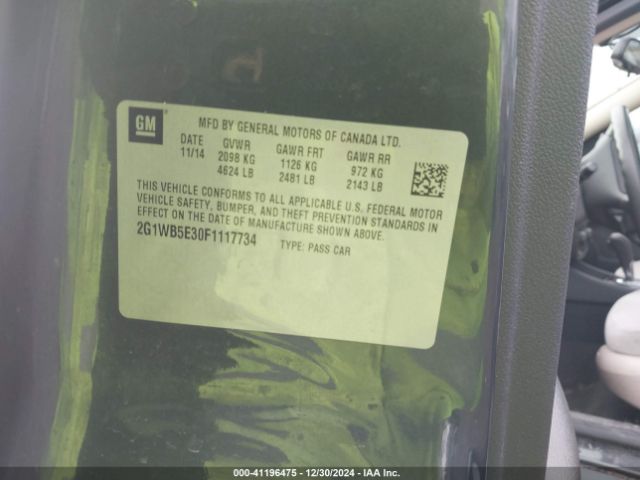 GM
MFD BY GENERAL MOTORS OF CANADA LTD.
DATE GVWR GAWR FRT GAWR RR
11/14 2098 KG 1126 KG 972 KG
4624 LB 2481 LB 2143 LB
THIS VEHICLE CONFORMS TO ALL APPLICABLE U.S. FEDERAL MOTOR
VEHICLE SAFETY, BUMPER, AND THEFT PREVENTION STANDARDS IN
EFFECT ON THE DATE OF MANUFACTURE SHOWN ABOVE.
2G1WB5E30F1117734 TYPE: PASS CAR
000-41196475 - 12/30/2024 - IAA Inc.